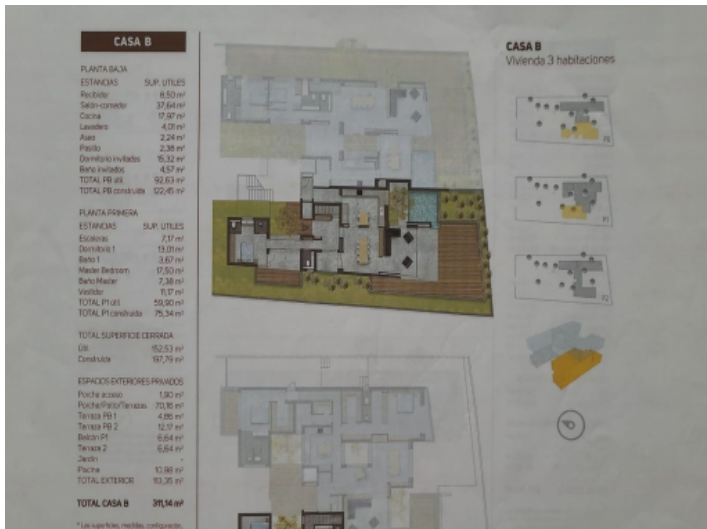 CASA B
PLANTA BAJA
ESTANCIAS SUP. UTILES
Recibidor 8,50 m²
Salón-comedor 37,64 m²
Cocina 17,97 m²
Lavadero 4,01 m²
Aseo 2,24 m²
Pasillo 2,38 m²
Dormitorio invitados 15,32 m²
Baño invitados 4,57 m²
TOTAL PB útil 92,63 m²
TOTAL PB construida 122,45 m²
PLANTA PRIMERA
ESTANCIAS SUP. UTILES
Escaleras 7,17 m²
Dormitorio 1 13,01 m²
Baño 1 3,67 m²
Master Bedroom 17,50 m²
Baño Master 7,38 m²
Vestidor 11,17 m²
TOTAL P1 útil 59,90 m²
TOTAL P1 construida 75,34 m²
TOTAL SUPERFICIE CERRADA
Útil 152,53 m²
Construida 197,79 m²
ESPACIOS EXTERIORES PRIVADOS
Porche acceso 1,90 m²
Porche/Patio/Terrazas 70,16 m²
Terraza PB 1 4,86 m²
Terraza PB 2 12,17 m²
Balcón P1 6,64 m²
Terraza 2 6,64 m²
Jardín -
Piscina 10,98 m²
TOTAL EXTERIOR 113,35 m²
TOTAL CASA B 311,14 m²
* Las superficies, medidas, configuración,
CASA B
Vivienda 3 habitaciones
PB
P1
P2